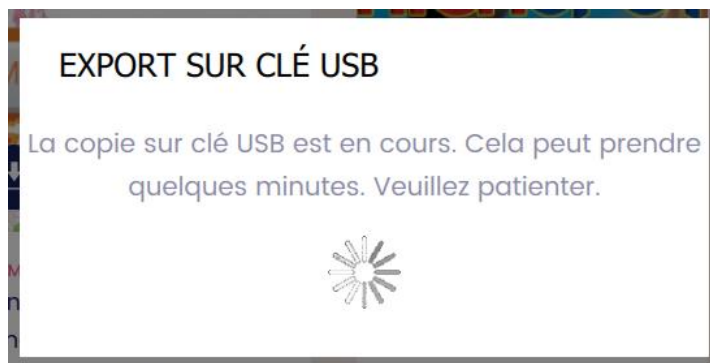 EXPORT SUR CLÉ USB
La copie sur clé USB est en cours. Cela peut prendre
quelques minutes. Veuillez patienter.